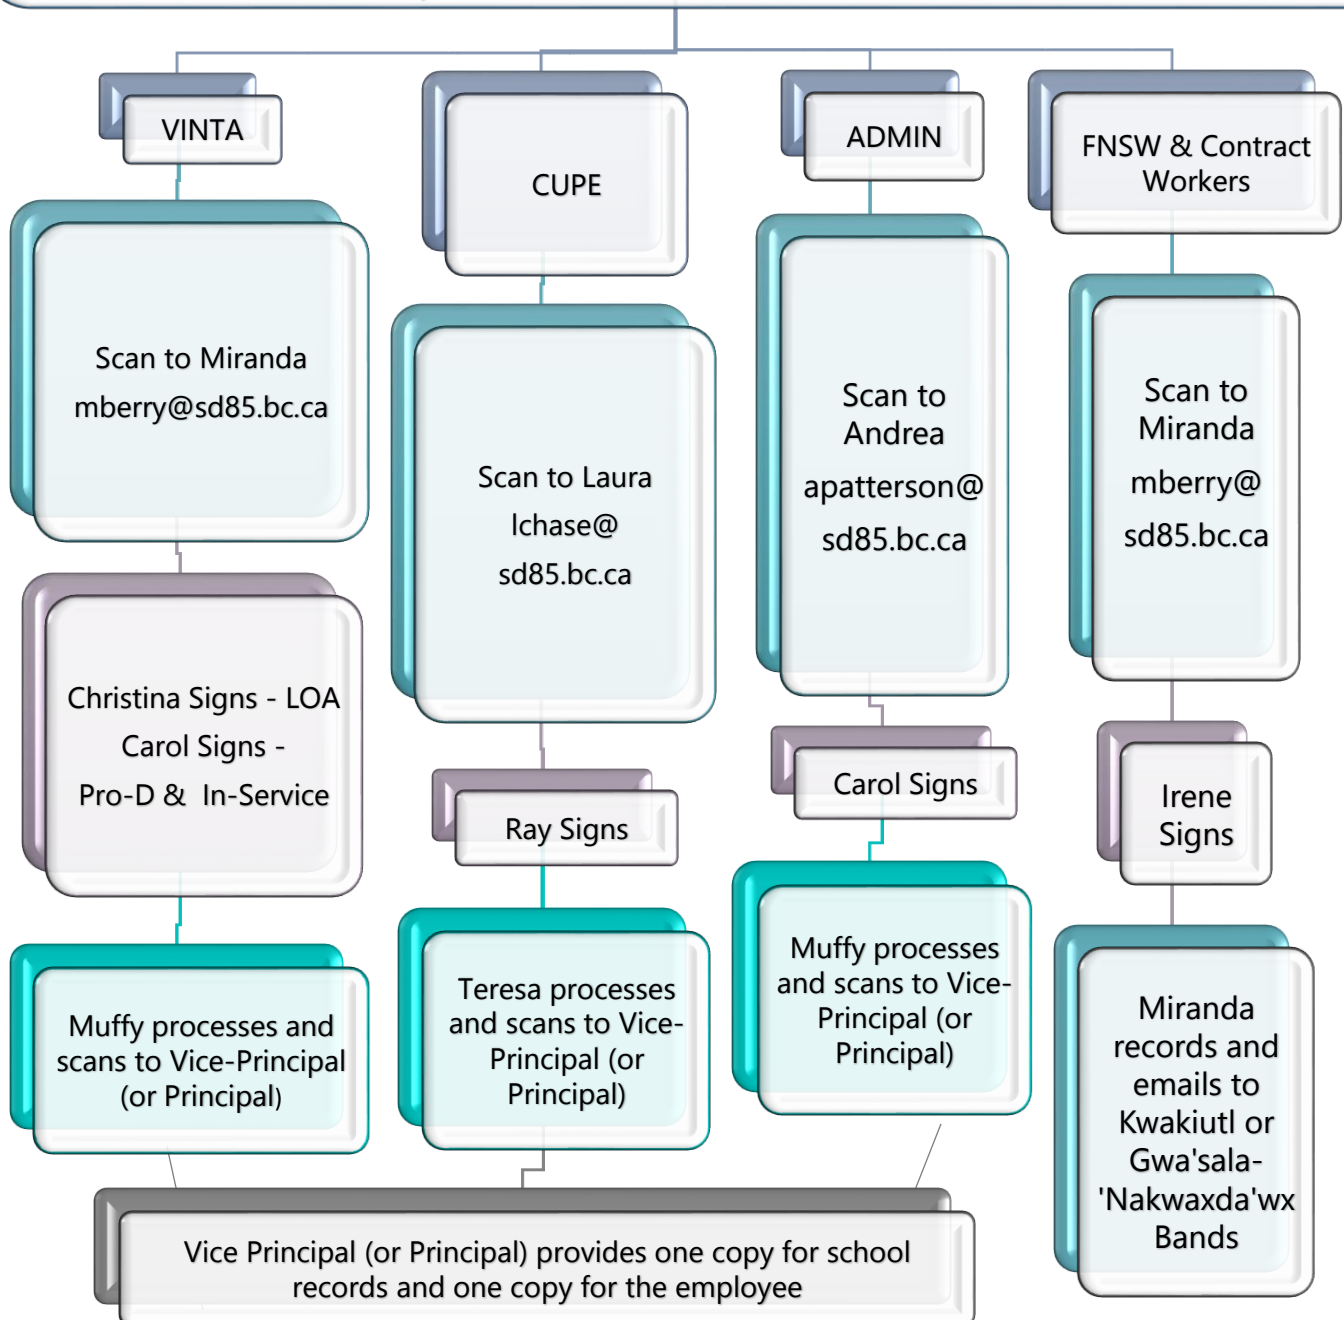 VINTA
Scan to Miranda
mberry@sd85.bc.ca
Christina Signs - LOA
Carol Signs -
Pro-D & In-Service
Muffy processes and
scans to Vice-Principal
(or Principal)
CUPE
Scan to Laura
lchase@
sd85.bc.ca
Ray Signs
Teresa processes
and scans to Vice-
Principal (or
Principal)
ADMIN
Scan to
Andrea
apatterson@
sd85.bc.ca
Carol Signs
Muffy processes
and scans to Vice-
Principal (or
Principal)
FNSW & Contract
Workers
Scan to
Miranda
mberry@
sd85.bc.ca
Irene
Signs
Miranda
records and
emails to
Kwakiutl or
Gwa'sala-
'Nakwaxda'wx
Bands
Vice Principal (or Principal) provides one copy for school
records and one copy for the employee